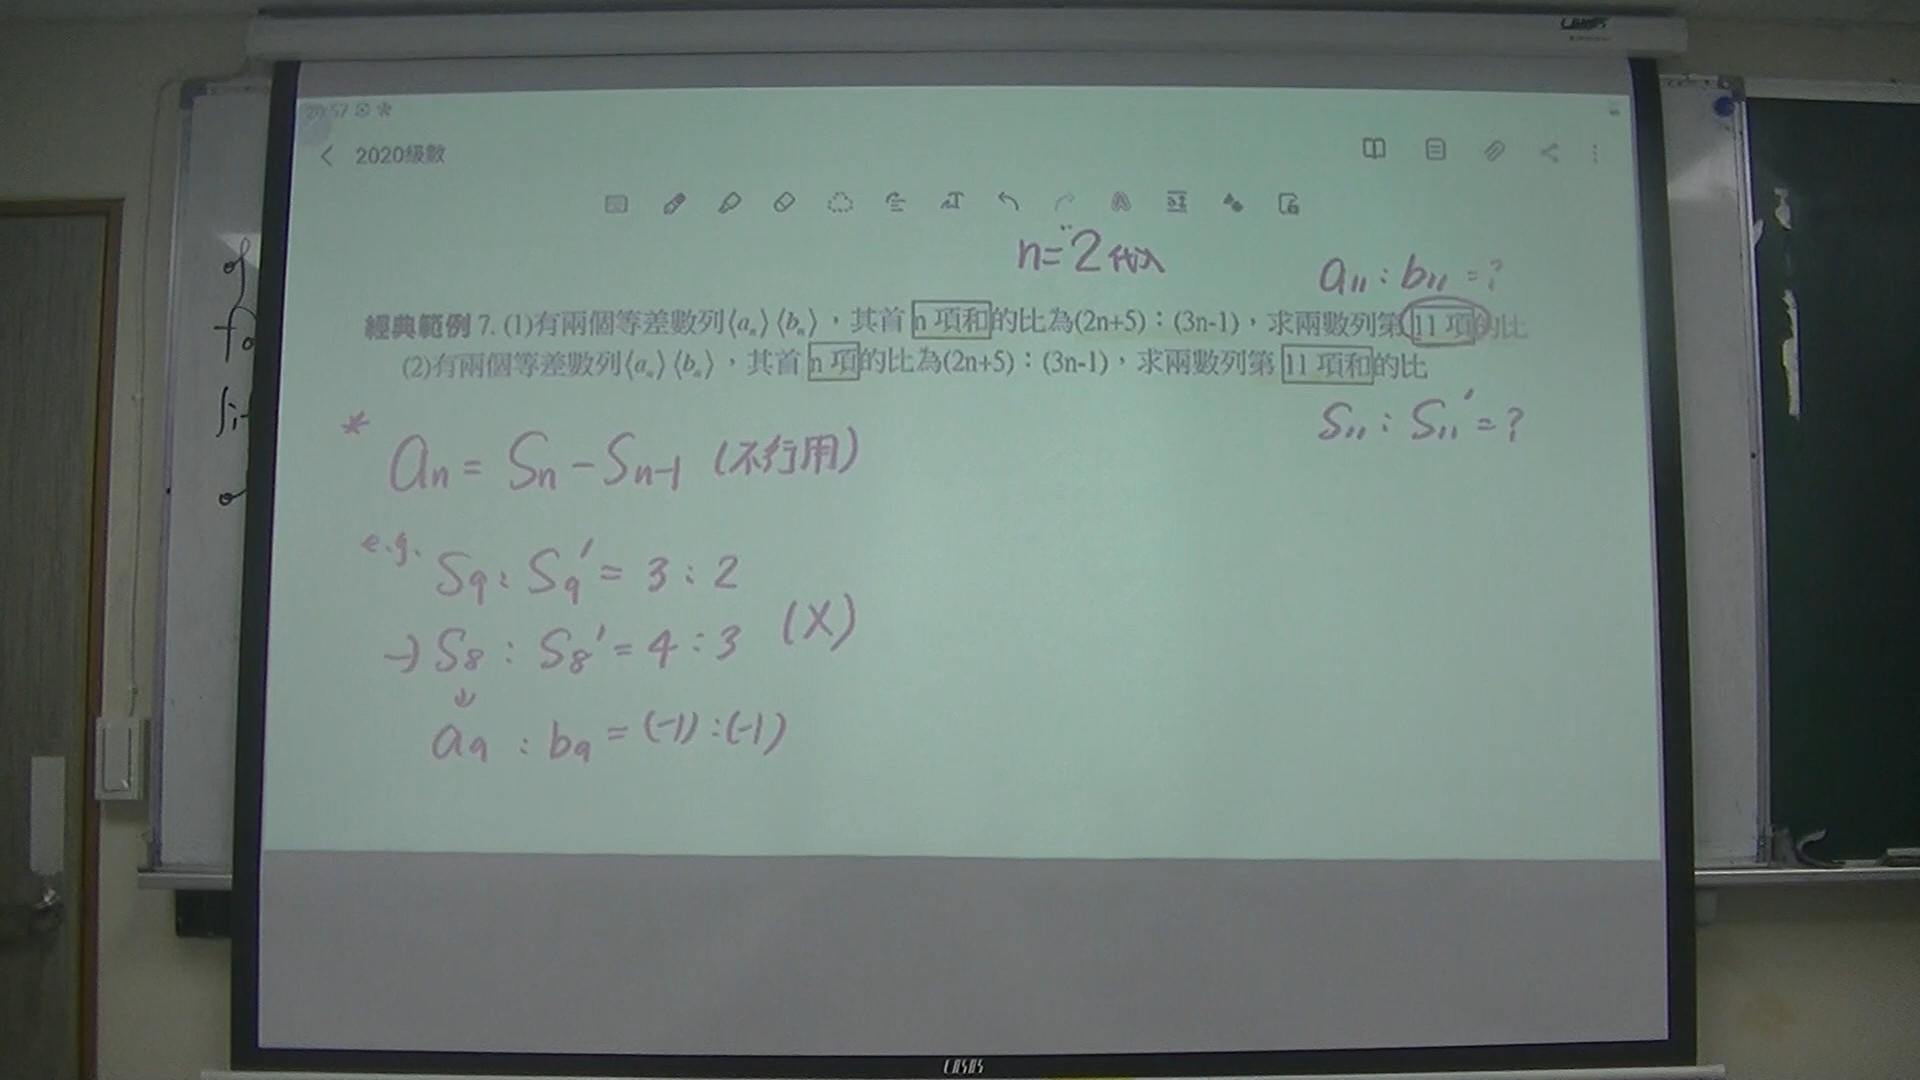 20:57
2020級數
n=2代入
a₁₁ : b₁₁ = ?
經典範例 7. (1)有兩個等差數列⟨aₙ⟩⟨bₙ⟩，其首 n 項和的比為(2n+5)：(3n-1)，求兩數列第 11 項的比
(2)有兩個等差數列⟨aₙ⟩⟨bₙ⟩，其首 n 項的比為(2n+5)：(3n-1)，求兩數列第 11 項和的比
S₁₁ : S₁₁' = ?
* aₙ = Sₙ - Sₙ₋₁ (不行用)
e.g. S₉ : S₉' = 3 : 2
→ S₈ : S₈' = 4 : 3 (X)
↓
a₉ : b₉ = (-1) : (-1)